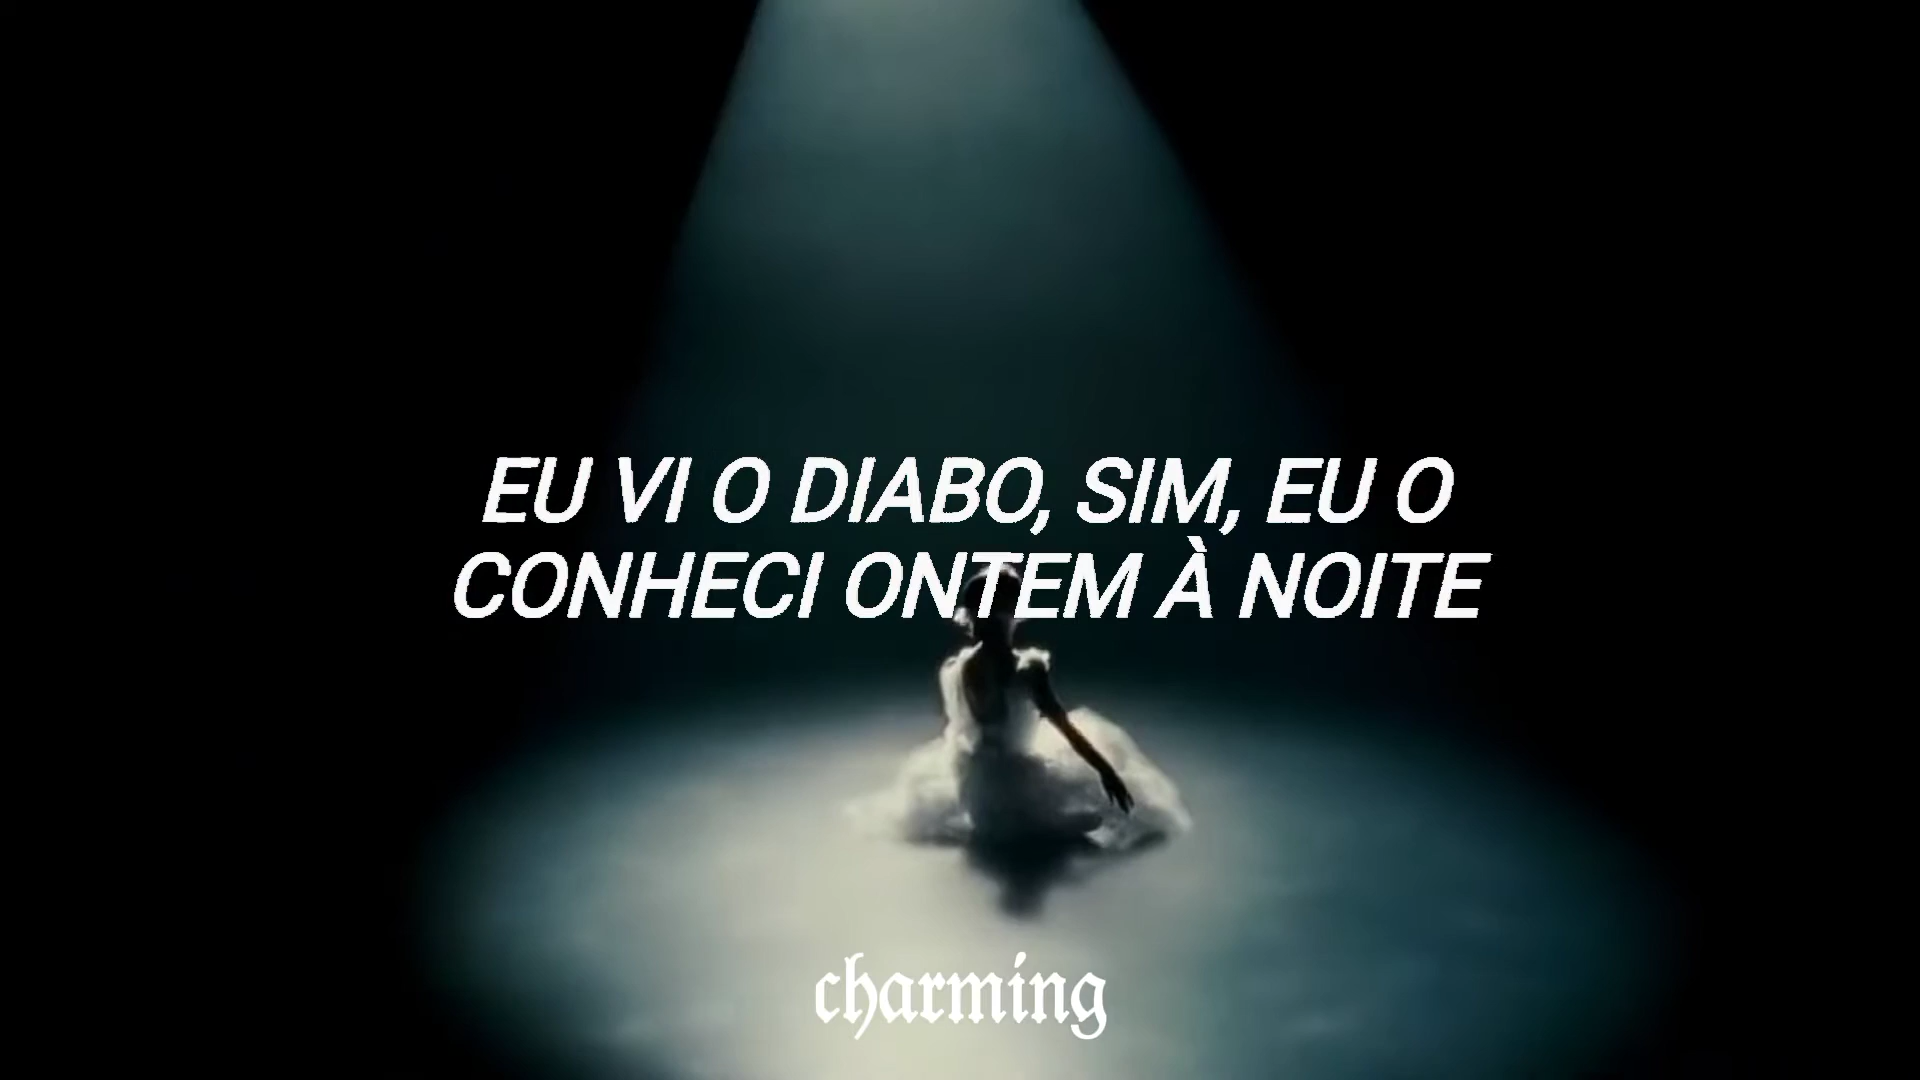 EU VI O DIABO, SIM, EU O
CONHECI ONTEM À NOITE
charming